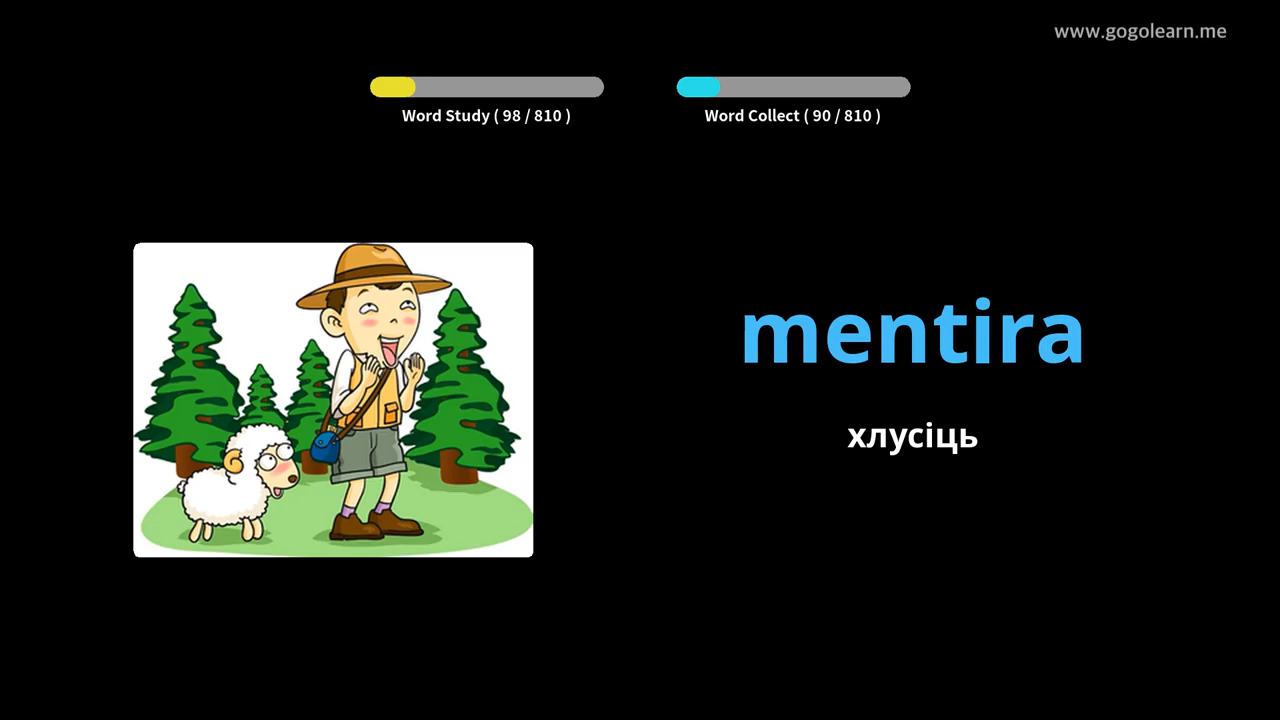 www.gogolearn.me
Word Study ( 98 / 810 )
Word Collect ( 90 / 810 )
mentira
хлусіць